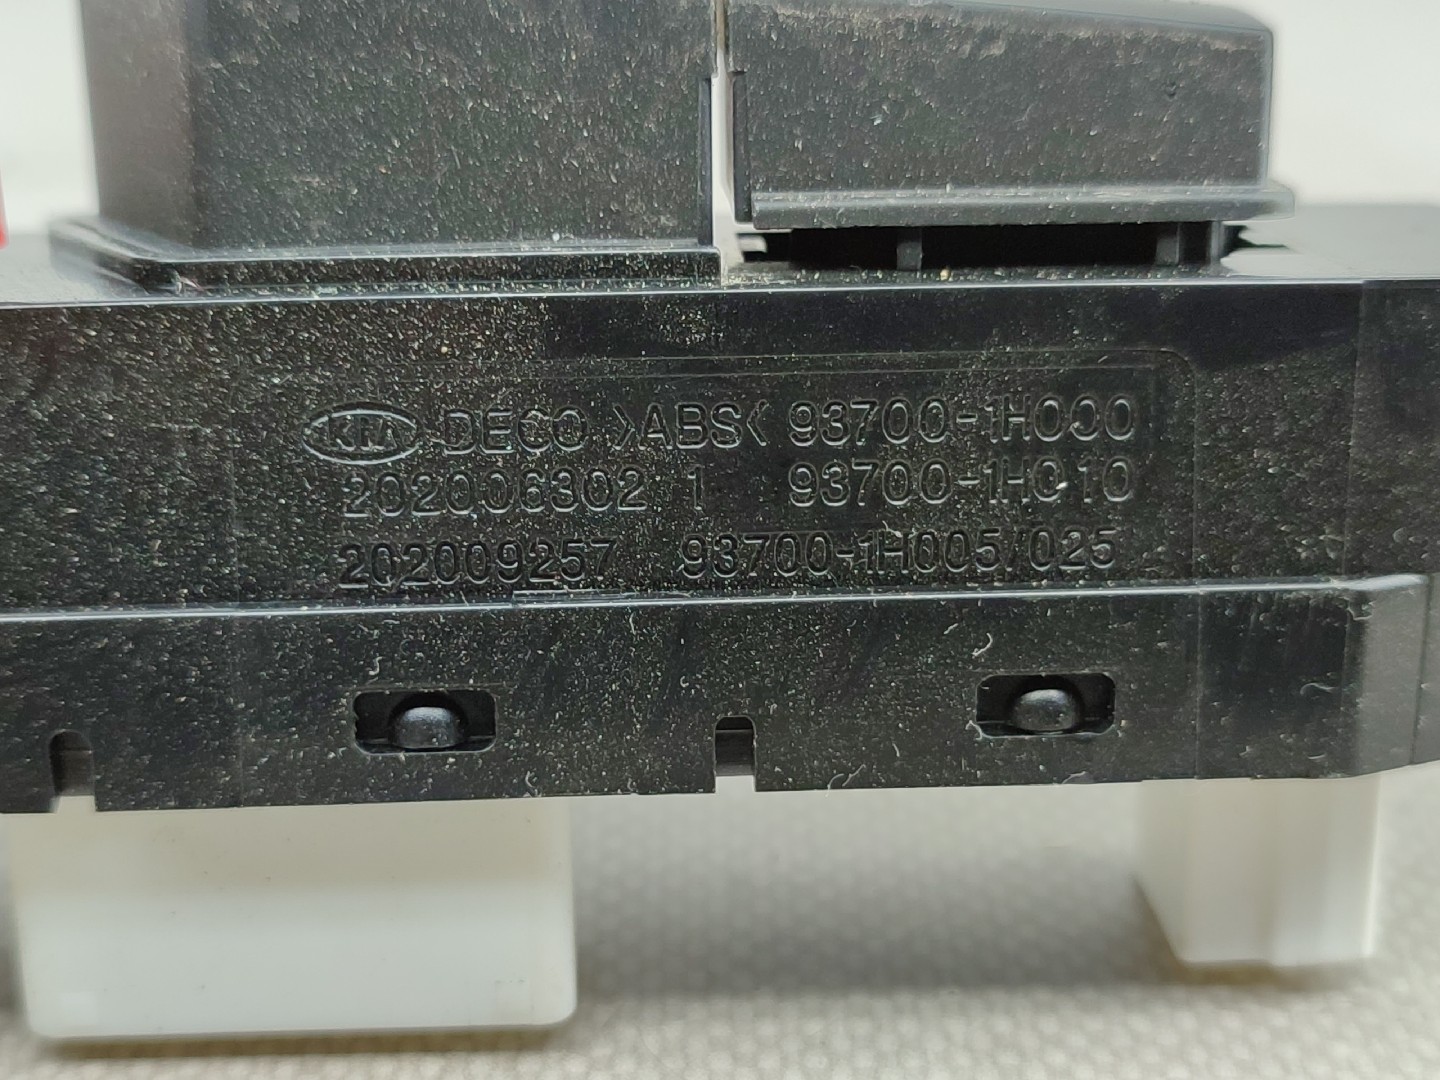 KIA DECO >ABS< 93700-1H000
202006302 1 93700-1H010
202009257 93700-1H005/025